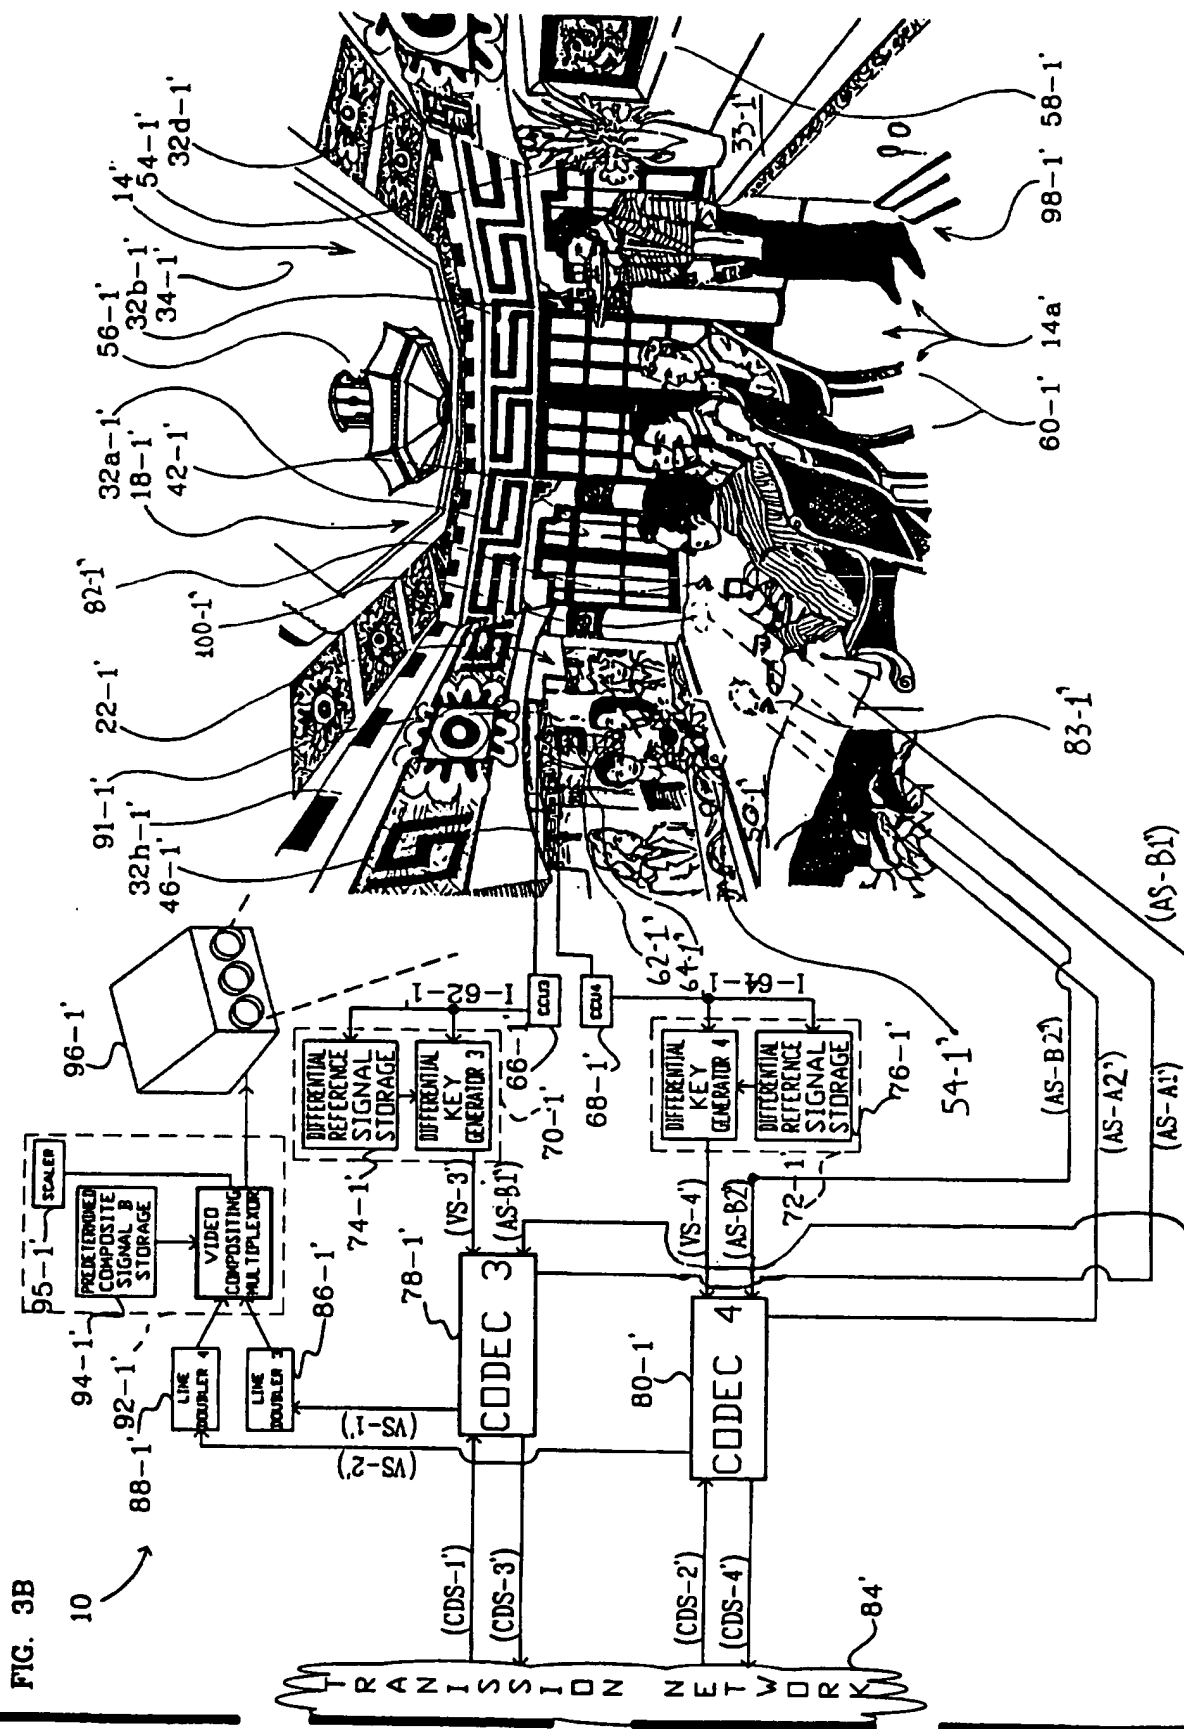 FIG. 3B
10
88-1'
92-1'
94-1'
95-1'
SCALER
PREDETERMINED
COMPOSITE
SIGNAL B
STORAGE
VIDEO
COMPOSITING
MULTIPLEXOR
LINE
DOUBLER 4
LINE
DOUBLER 3
86-1'
96-1'
(VS-1')
(VS-2')
78-1'
CODEC 3
80-1'
CODEC 4
(CDS-1')
(CDS-3')
(CDS-2')
(CDS-4')
TRANISSION NETWORK
84'
74-1'
DIFFERENTIAL
REFERENCE
SIGNAL
STORAGE
DIFFERENTIAL
KEY
GENERATOR 3
(VS-3')
(AS-B1")
I-62-1'
CCU3
66-1'
70-1'
CCU4
68-1'
I-64-1'
DIFFERENTIAL
KEY
GENERATOR 4
DIFFERENTIAL
REFERENCE
SIGNAL
STORAGE
76-1'
72-1'
(VS-4')
(AS-B2")
62-1"
64-1"
54-1"
(AS-B2")
(AS-A2")
(AS-A1")
(AS-B1")
46-1'
32h-1'
91-1'
22-1'
100-1"
82-1"
42-1'
18-1'
32a-1'
56-1'
32b-1'
34-1'
14"
54-1'
32d-1'
50-1'
83-1"
33-1'
60-1'
14a'
98-1'
58-1'